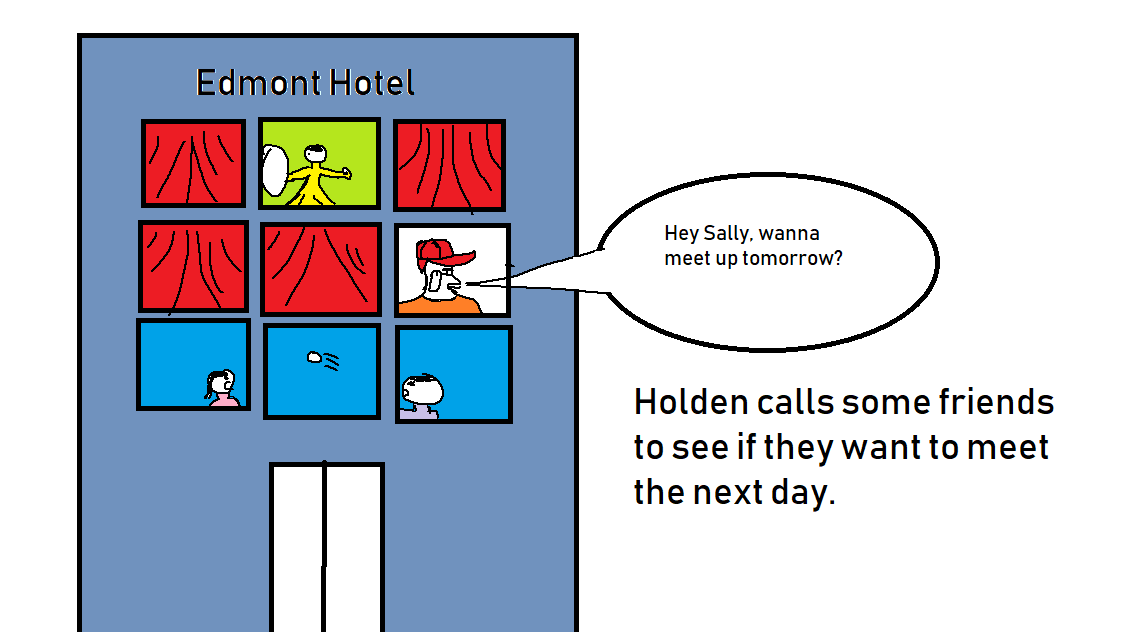 Edmont Hotel
Hey Sally, wanna
meet up tomorrow?
Holden calls some friends
to see if they want to meet
the next day.